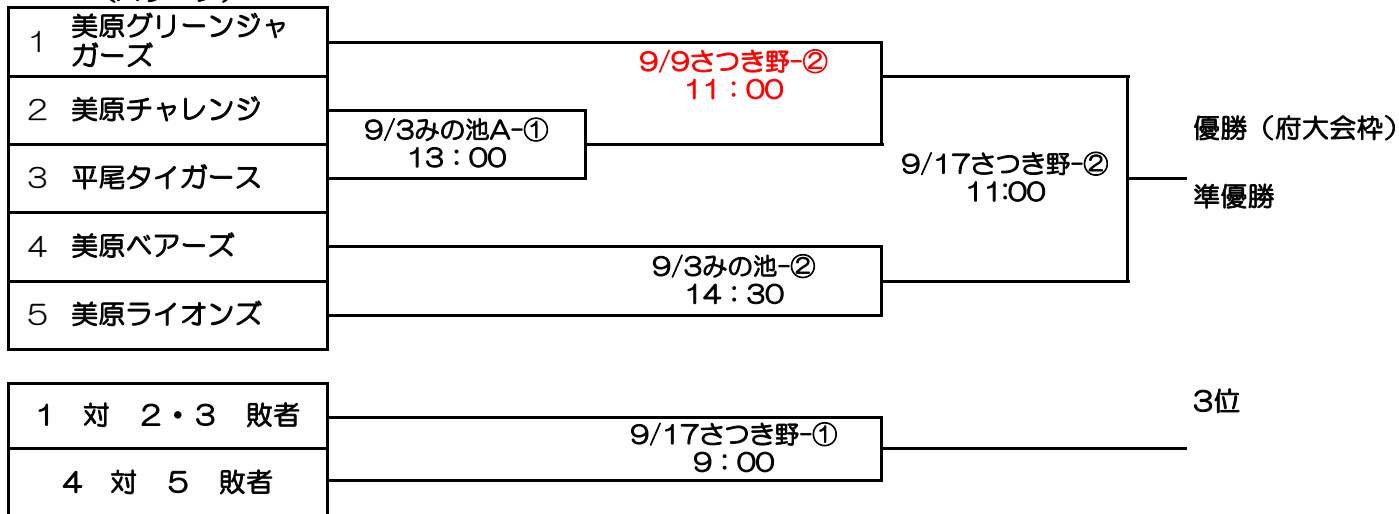 1 美原グリーンジャ
ガーズ
9/9さつき野-②
11：00
2 美原チャレンジ
9/3みの池A-①
13：00
優勝（府大会枠）
3 平尾タイガース
9/17さつき野-②
11:00
準優勝
4 美原ベアーズ
9/3みの池-②
14：30
5 美原ライオンズ
1 対 2・3 敗者
3位
9/17さつき野-①
9：00
4 対 5 敗者